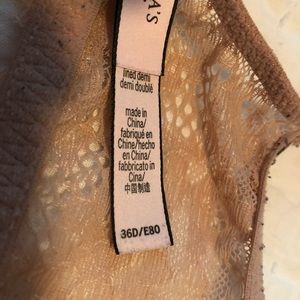 A'S
lined demi
demi doublé
made in
China/
fabriqué en
Chine/hecho
en China/
fabbricato in
Cina/
中国制造
36D/E80